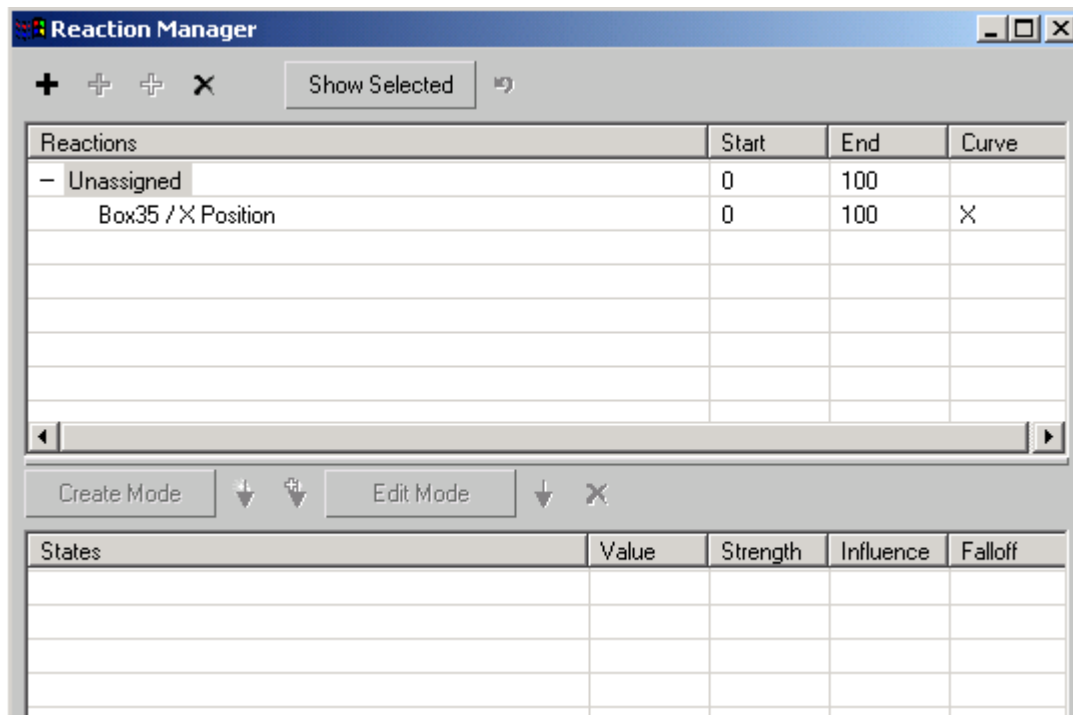 Reaction Manager
Show Selected
Reactions Start End Curve
Unassigned 0 100
Box35 / X Position 0 100 X
Create Mode Edit Mode
States Value Strength Influence Falloff